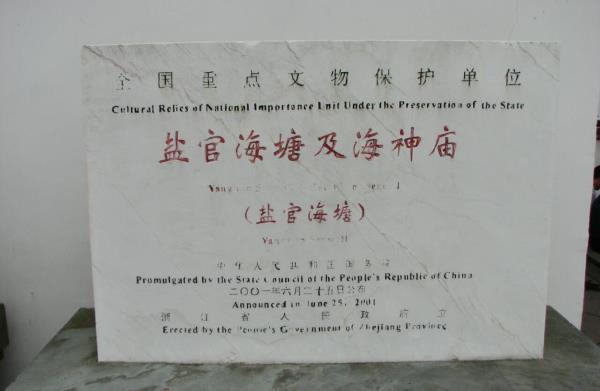 全国重点文物保护单位
Cultural Relics of National Importance Unit Under the Preservation of the State
盐官海塘及海神庙
(盐官海塘)
中华人民共和国国务院
Promulgated by the State Council of the People's Republic of China
二〇〇一年六月二十五日公布
Announced in June 25, 2001
浙江省人民政府立
Erected by the People's Government of Zhejiang Province